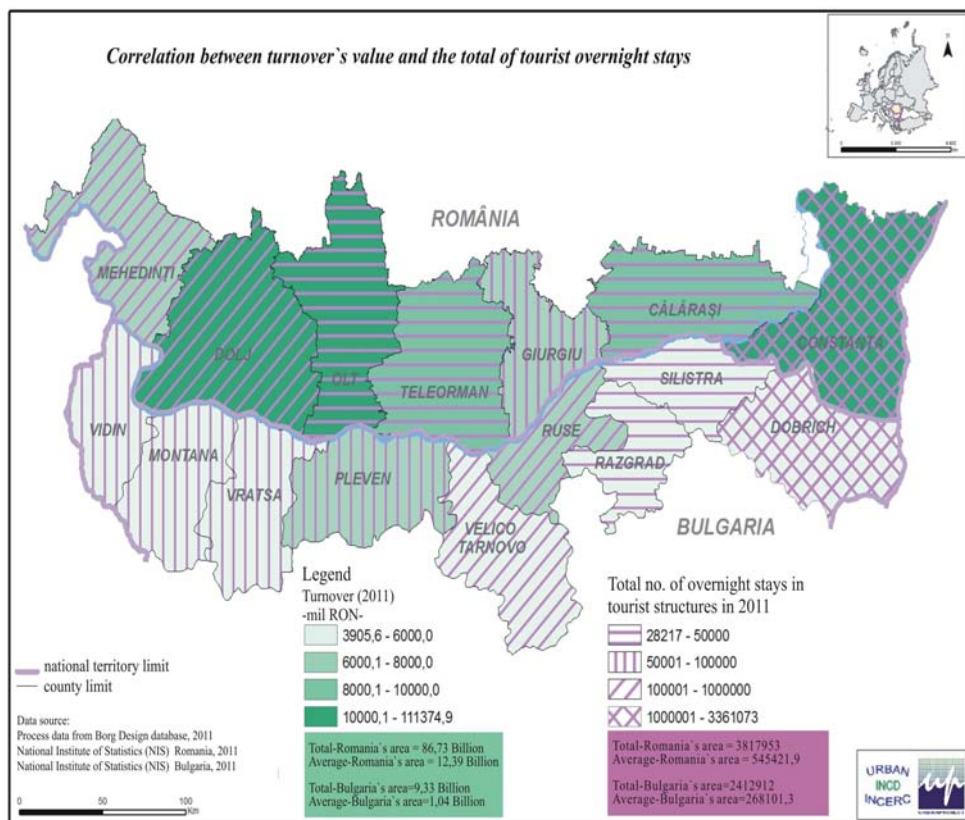 Correlation between turnover`s value and the total of tourist overnight stays
N
ROMÂNIA
MEHEDINȚI
DOLJ
OLT
TELEORMAN
GIURGIU
CĂLĂRAȘI
CONSTANȚA
VIDIN
MONTANA
VRATSA
PLEVEN
VELICO
TARNOVO
RUSE
RAZGRAD
SILISTRA
DOBRICH
BULGARIA
Legend
Turnover (2011)
-mil RON-
3905,6 - 6000,0
6000,1 - 8000,0
8000,1 - 10000,0
10000,1 - 111374,9
Total-Romania`s area = 86,73 Billion
Average-Romania`s = 12,39 Billion
Total-Bulgaria`s area=9,33 Billion
Average-Bulgaria`s area=1,04 Billion
Total no. of overnight stays in
tourist structures in 2011
28217 - 50000
50001 - 100000
100001 - 1000000
1000001 - 3361073
Total-Romania`s area = 3817953
Average-Romania`s area = 545421,9
Total-Bulgaria`s area=2412912
Average-Bulgaria`s area=268101,3
national territory limit
county limit
Data source:
Process data from Borg Design database, 2011
National Institute of Statistics (NIS) Romania, 2011
National Institute of Statistics (NIS) Bulgaria, 2011
0 50 100
Km
URBAN
INCD
INCERC
up